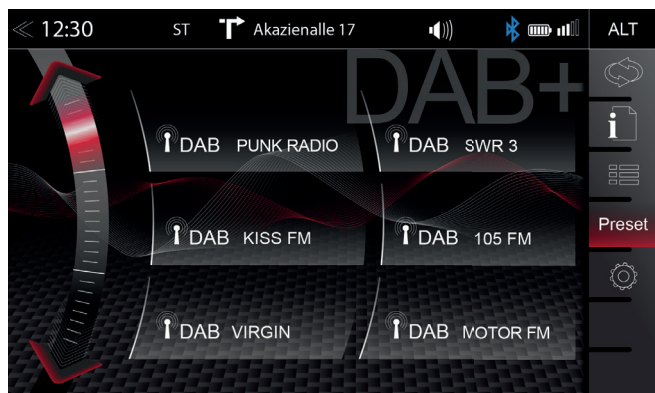 12:30 ST Akazienalle 17 ALT
DAB+
DAB PUNK RADIO DAB SWR 3
Preset
DAB KISS FM DAB 105 FM
DAB VIRGIN DAB MOTOR FM